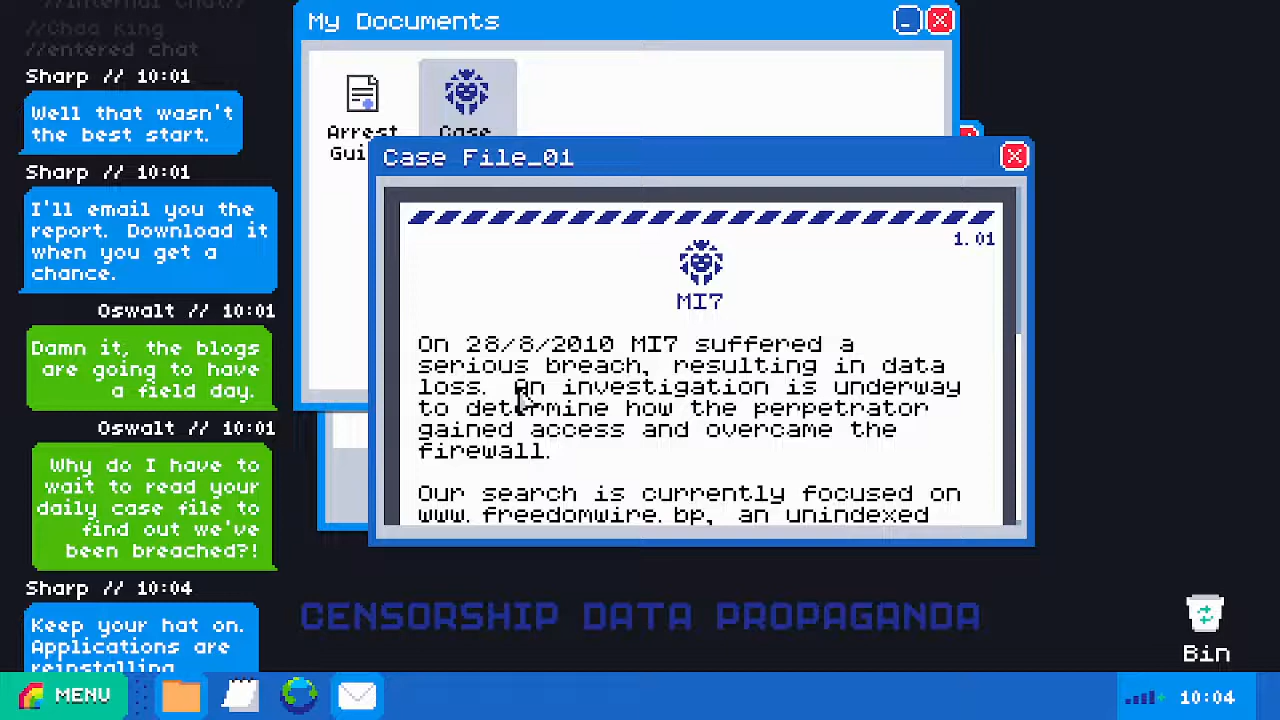 //Internal Chat//
//Chad King
//entered chat
Sharp // 10:01
Well that wasn't
the best start.
Sharp // 10:01
I'll email you the
report. Download it
when you get a
chance.
Oswalt // 10:01
Damn it, the blogs
are going to have
a field day.
Oswalt // 10:01
Why do I have to
wait to read your
daily case file to
find out we've
been breached?!
Sharp // 10:04
Keep your hat on.
Applications are
reinstalling
My Documents
Arrest
Gui
Case
Case File_01
1.01
MI7
On 28/8/2010 MI7 suffered a
serious breach, resulting in data
loss. An investigation is underway
to determine how the perpetrator
gained access and overcame the
firewall.
Our search is currently focused on
www.freedomwire.bp, an unindexed
CENSORSHIP DATA PROPAGANDA
Bin
MENU
10:04